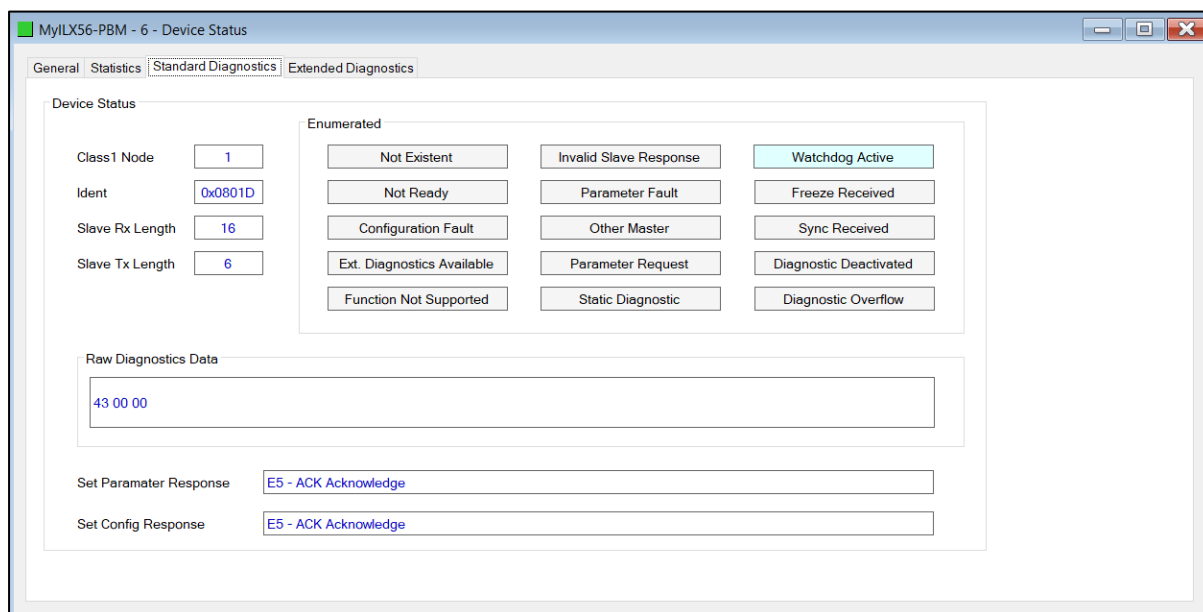 MyILX56-PBM - 6 - Device Status
General Statistics Standard Diagnostics Extended Diagnostics
Device Status
Enumerated
Class1 Node 1 Not Existent Invalid Slave Response Watchdog Active
Ident 0x0801D Not Ready Parameter Fault Freeze Received
Slave Rx Length 16 Configuration Fault Other Master Sync Received
Slave Tx Length 6 Ext. Diagnostics Available Parameter Request Diagnostic Deactivated
Function Not Supported Static Diagnostic Diagnostic Overflow
Raw Diagnostics Data
43 00 00
Set Paramater Response E5 - ACK Acknowledge
Set Config Response E5 - ACK Acknowledge